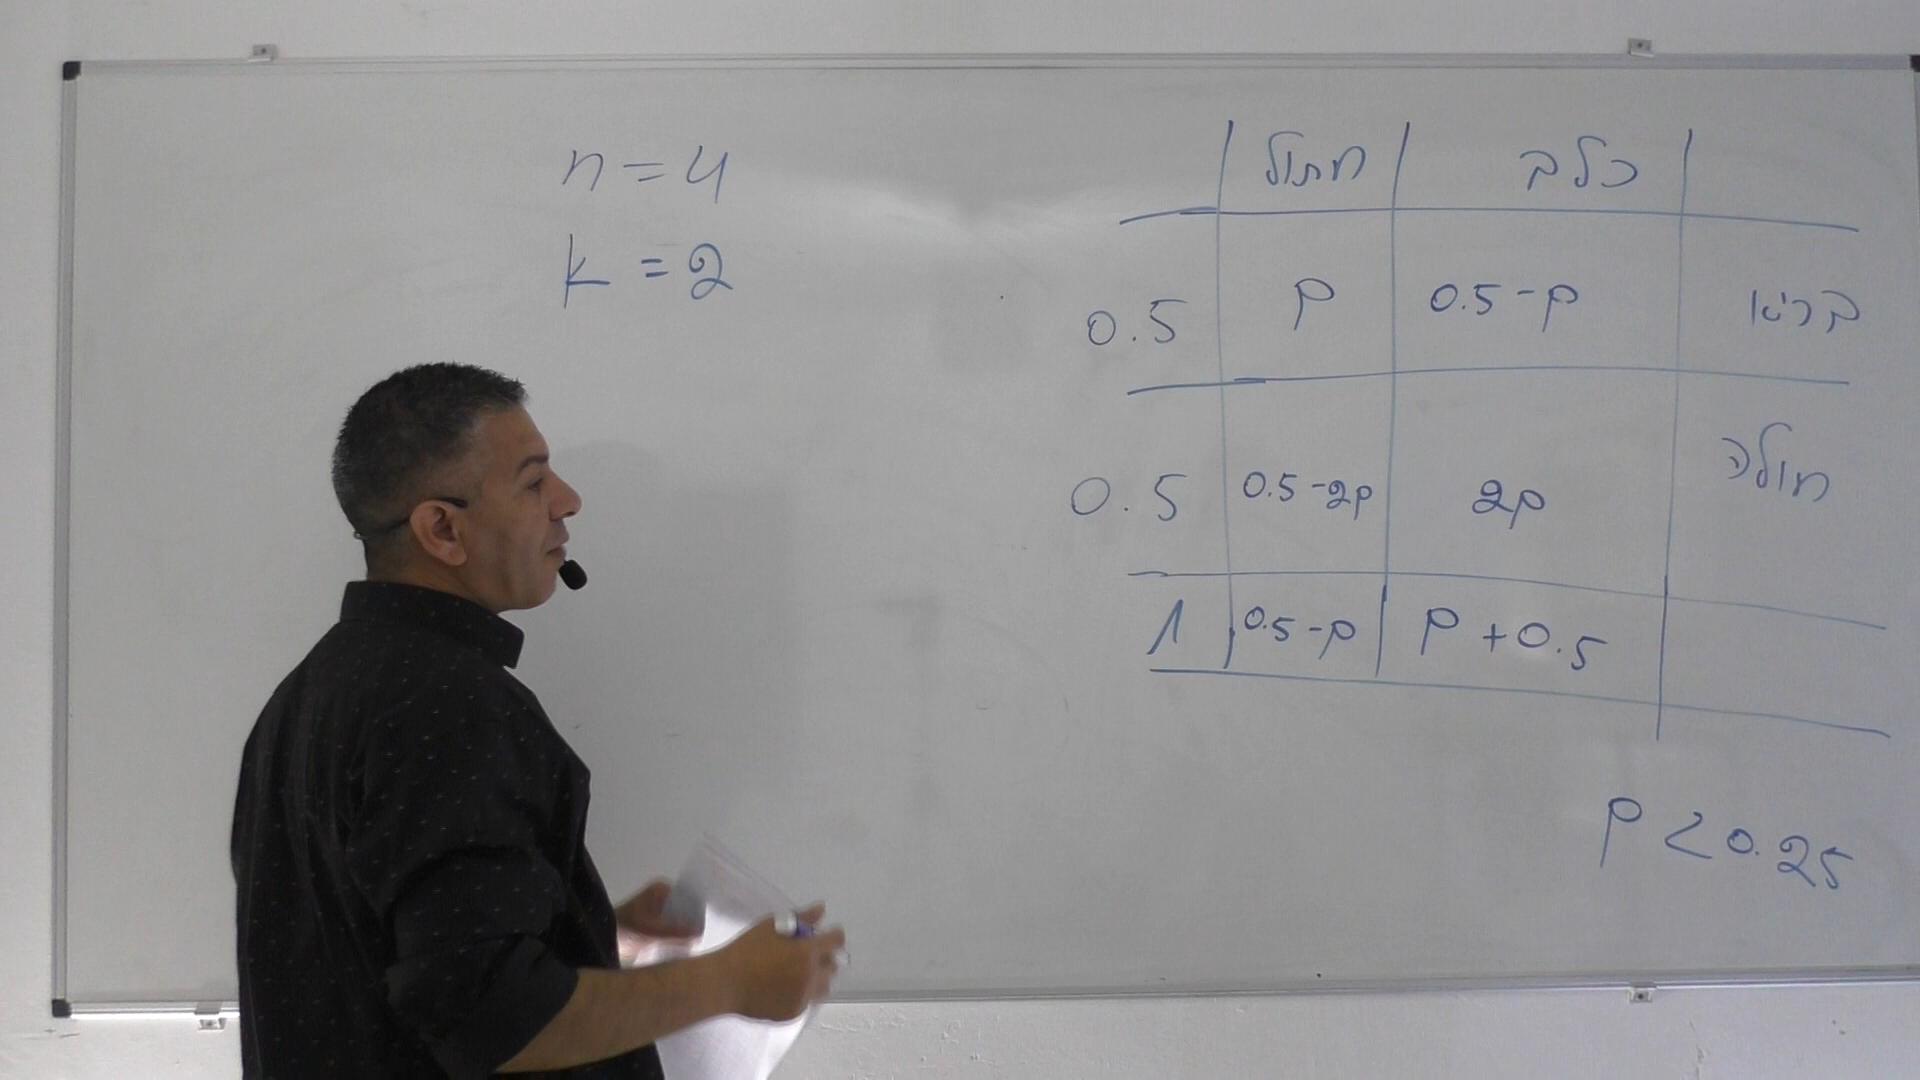 n = 4
k = 2
כלב חתול
בריא 0.5-p p 0.5
חולה 2p 0.5-2p 0.5
p+0.5 0.5-p 1
p < 0.25